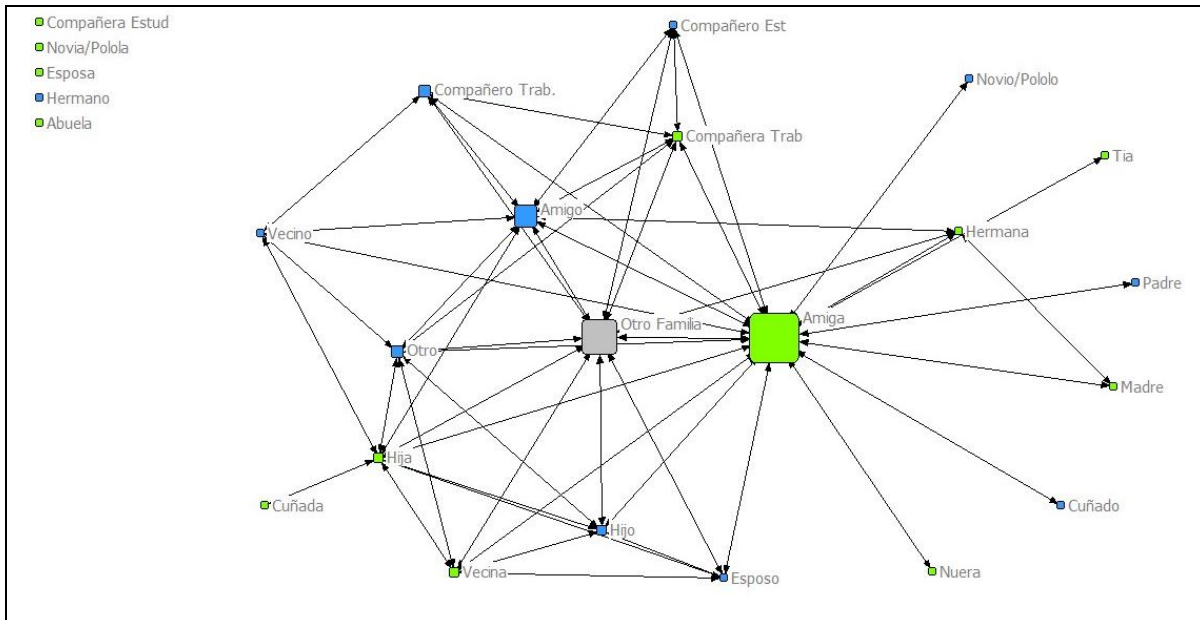 Compañera Estud
Novia/Polola
Esposa
Hermano
Abuela
Compañero Est
Novio/Pololo
Compañero Trab.
Compañera Trab
Tia
Amigo
Vecino
Hermana
Padre
Otro Familia
Amiga
Otro
Madre
Hija
Cuñada
Cuñado
Hijo
Vecina
Esposo
Nuera